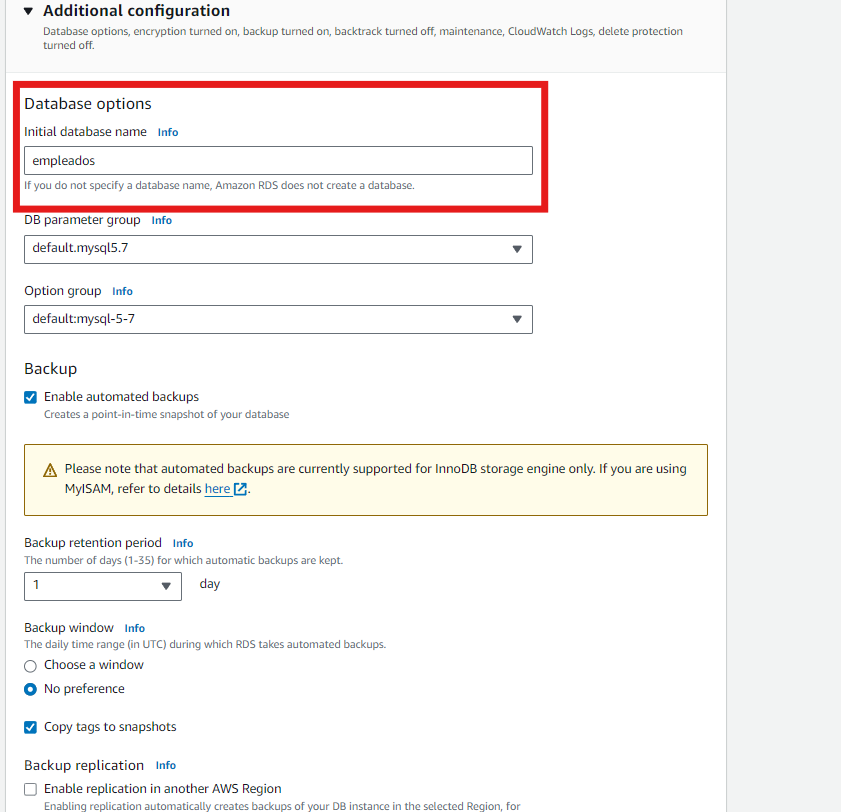 Additional configuration
Database options, encryption turned on, backup turned on, backtrack turned off, maintenance, CloudWatch Logs, delete protection
turned off.
Database options
Initial database name Info
empleados
If you do not specify a database name, Amazon RDS does not create a database.
DB parameter group Info
default.mysql5.7
Option group Info
default:mysql-5-7
Backup
Enable automated backups
Creates a point-in-time snapshot of your database
Please note that automated backups are currently supported for InnoDB storage engine only. If you are using
MyISAM, refer to details here.
Backup retention period Info
The number of days (1-35) for which automatic backups are kept.
1 day
Backup window Info
The daily time range (in UTC) during which RDS takes automated backups.
Choose a window
No preference
Copy tags to snapshots
Backup replication Info
Enable replication in another AWS Region
Enabling replication automatically creates backups of your DB instance in the selected Region, for